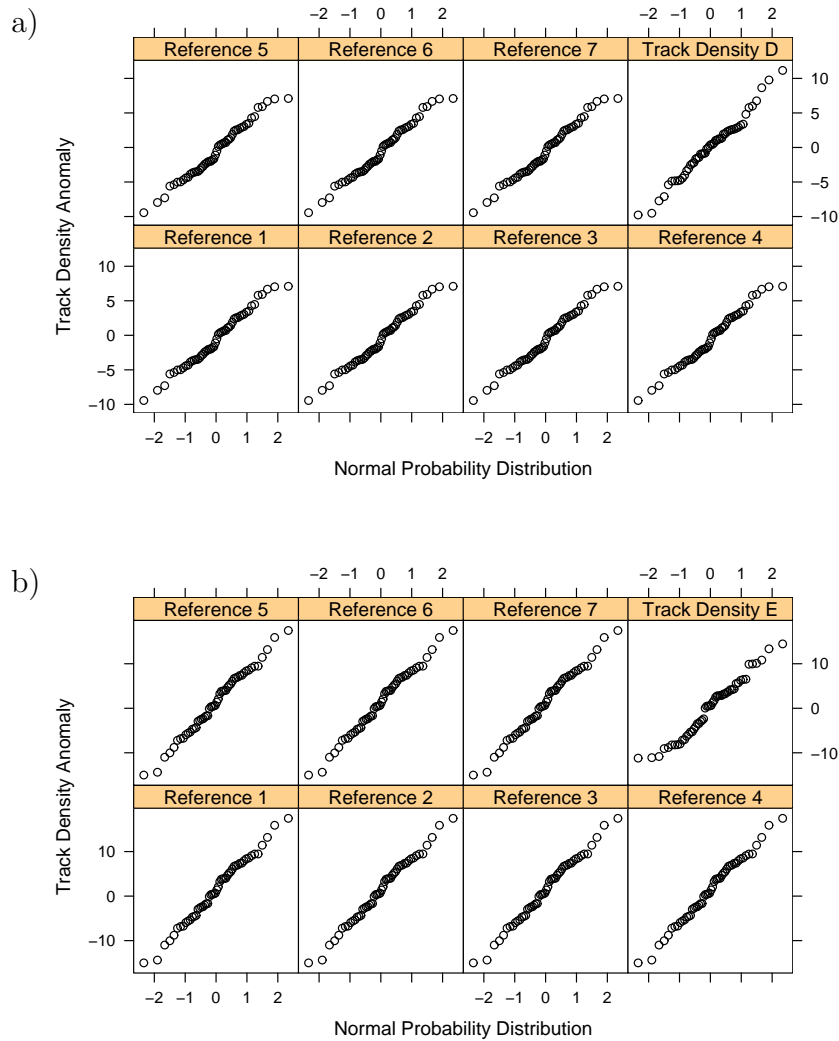 a)
−2 −1 0 1 2 −2 −1 0 1 2
Reference 5 Reference 6 Reference 7 Track Density D
10
5
0
−5
−10
Reference 1 Reference 2 Reference 3 Reference 4
10
5
0
−5
−10
Track Density Anomaly
−2 −1 0 1 2 −2 −1 0 1 2
Normal Probability Distribution
b)
−2 −1 0 1 2 −2 −1 0 1 2
Reference 5 Reference 6 Reference 7 Track Density E
10
0
−10
Reference 1 Reference 2 Reference 3 Reference 4
10
0
−10
Track Density Anomaly
−2 −1 0 1 2 −2 −1 0 1 2
Normal Probability Distribution